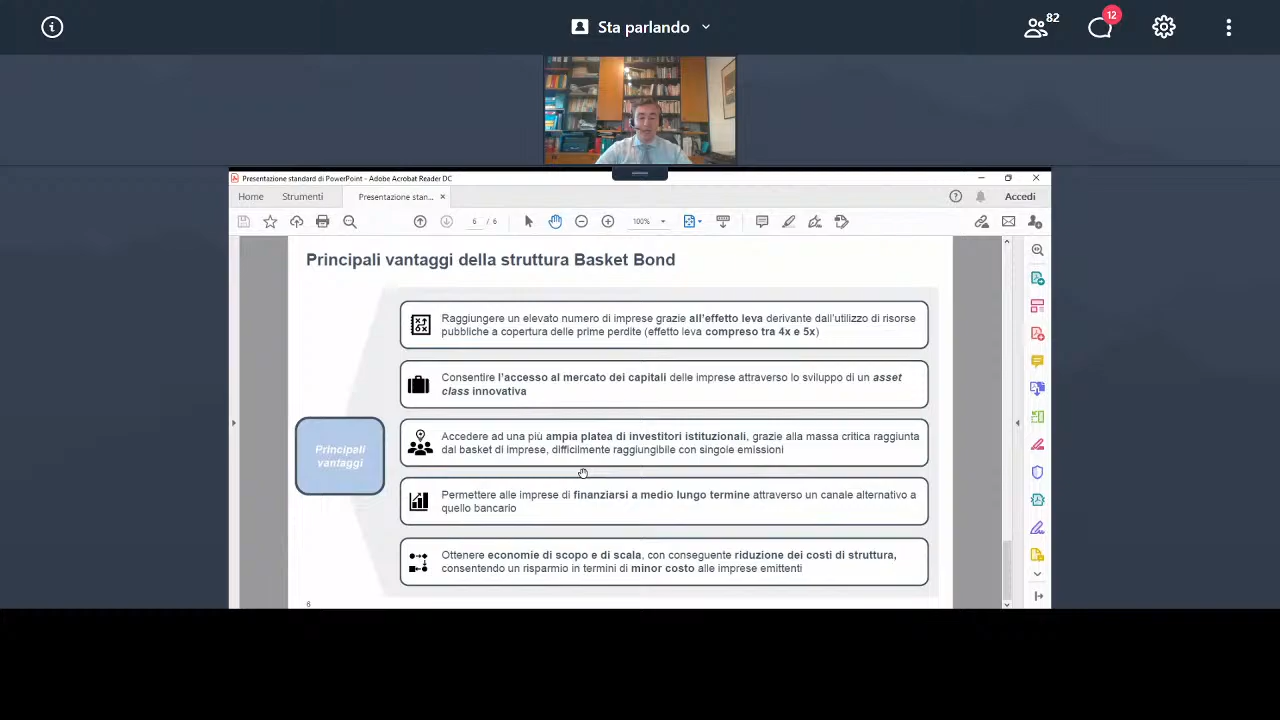 Sta parlando
82
12
Presentazione standard di PowerPoint - Adobe Acrobat Reader DC
Home
Strumenti
Presentazione stan...
Accedi
6 / 6
100%
Principali vantaggi della struttura Basket Bond
Raggiungere un elevato numero di imprese grazie all'effetto leva derivante dall'utilizzo di risorse
pubbliche a copertura delle prime perdite (effetto leva compreso tra 4x e 5x)
Consentire l'accesso al mercato dei capitali delle imprese attraverso lo sviluppo di un asset
class innovativa
Principali
vantaggi
Accedere ad una più ampia platea di investitori istituzionali, grazie alla massa critica raggiunta
dal basket di imprese, difficilmente raggiungibile con singole emissioni
Permettere alle imprese di finanziarsi a medio lungo termine attraverso un canale alternativo a
quello bancario
Ottenere economie di scopo e di scala, con conseguente riduzione dei costi di struttura,
consentendo un risparmio in termini di minor costo alle imprese emittenti
6